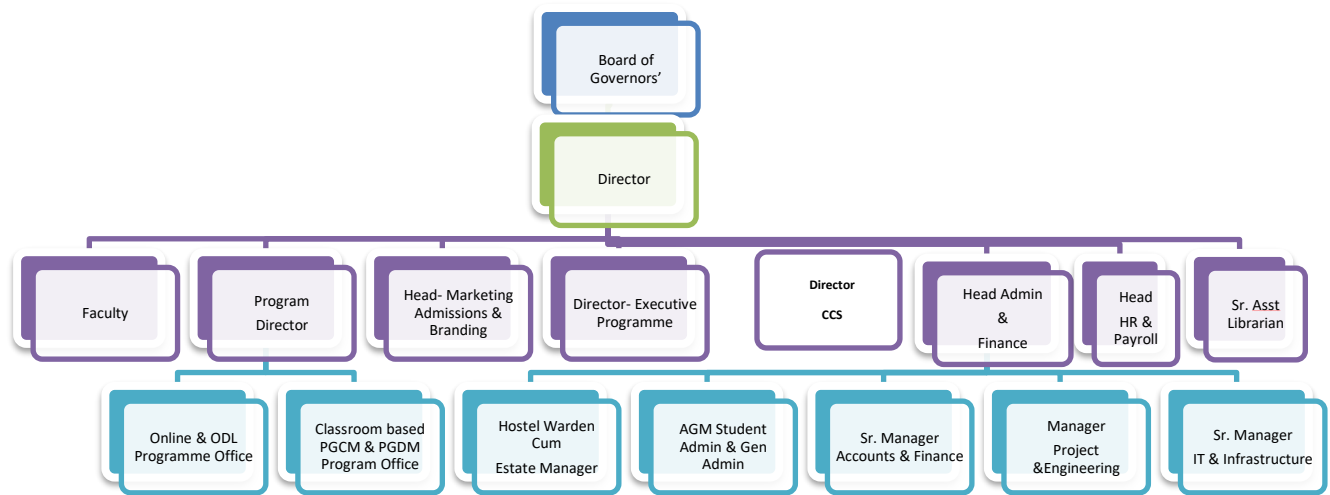 Board of
Governors’
Director
Faculty
Program
Director
Head- Marketing
Admissions &
Branding
Director- Executive
Programme
Director
CCS
Head Admin
&
Finance
Head
HR &
Payroll
Sr. Asst
Librarian
Online & ODL
Programme Office
Classroom based
PGCM & PGDM
Program Office
Hostel Warden
Cum
Estate Manager
AGM Student
Admin & Gen
Admin
Sr. Manager
Accounts & Finance
Manager
Project
&Engineering
Sr. Manager
IT & Infrastructure